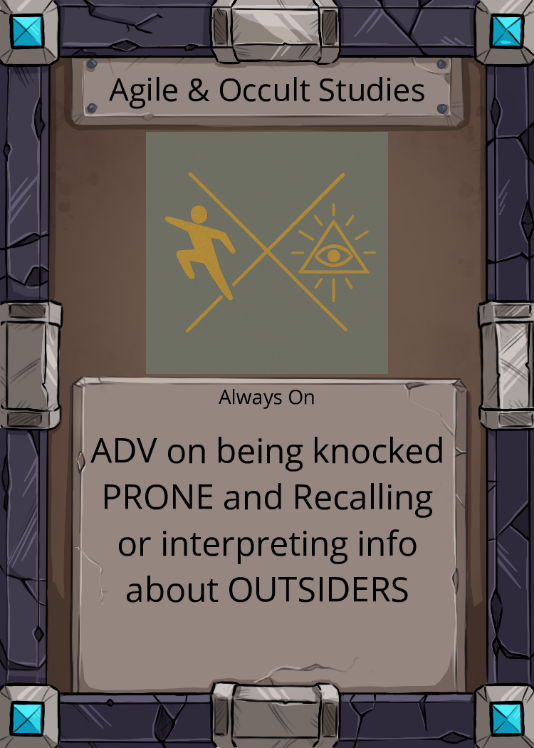 Agile & Occult Studies
Always On
ADV on being knocked
PRONE and Recalling
or interpreting info
about OUTSIDERS